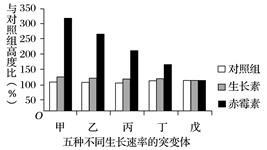 与对照组高度比（%）
350
300
250
200
150
100
50
O
对照组
生长素
赤霉素
甲 乙 丙 丁 戊
五种不同生长速率的突变体